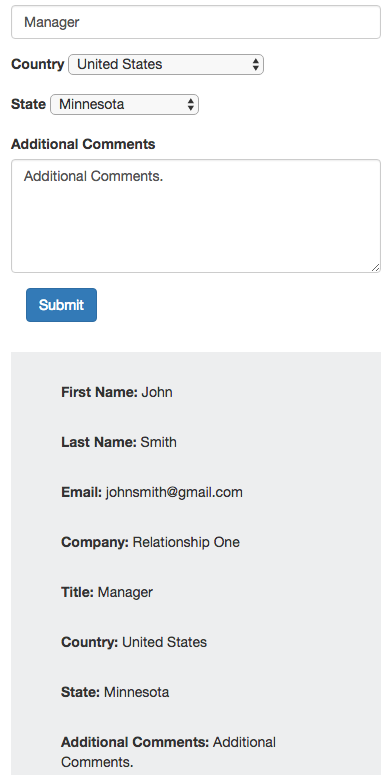 Manager
Country United States
State Minnesota
Additional Comments
Additional Comments.
Submit
First Name: John
Last Name: Smith
Email: johnsmith@gmail.com
Company: Relationship One
Title: Manager
Country: United States
State: Minnesota
Additional Comments: Additional
Comments.